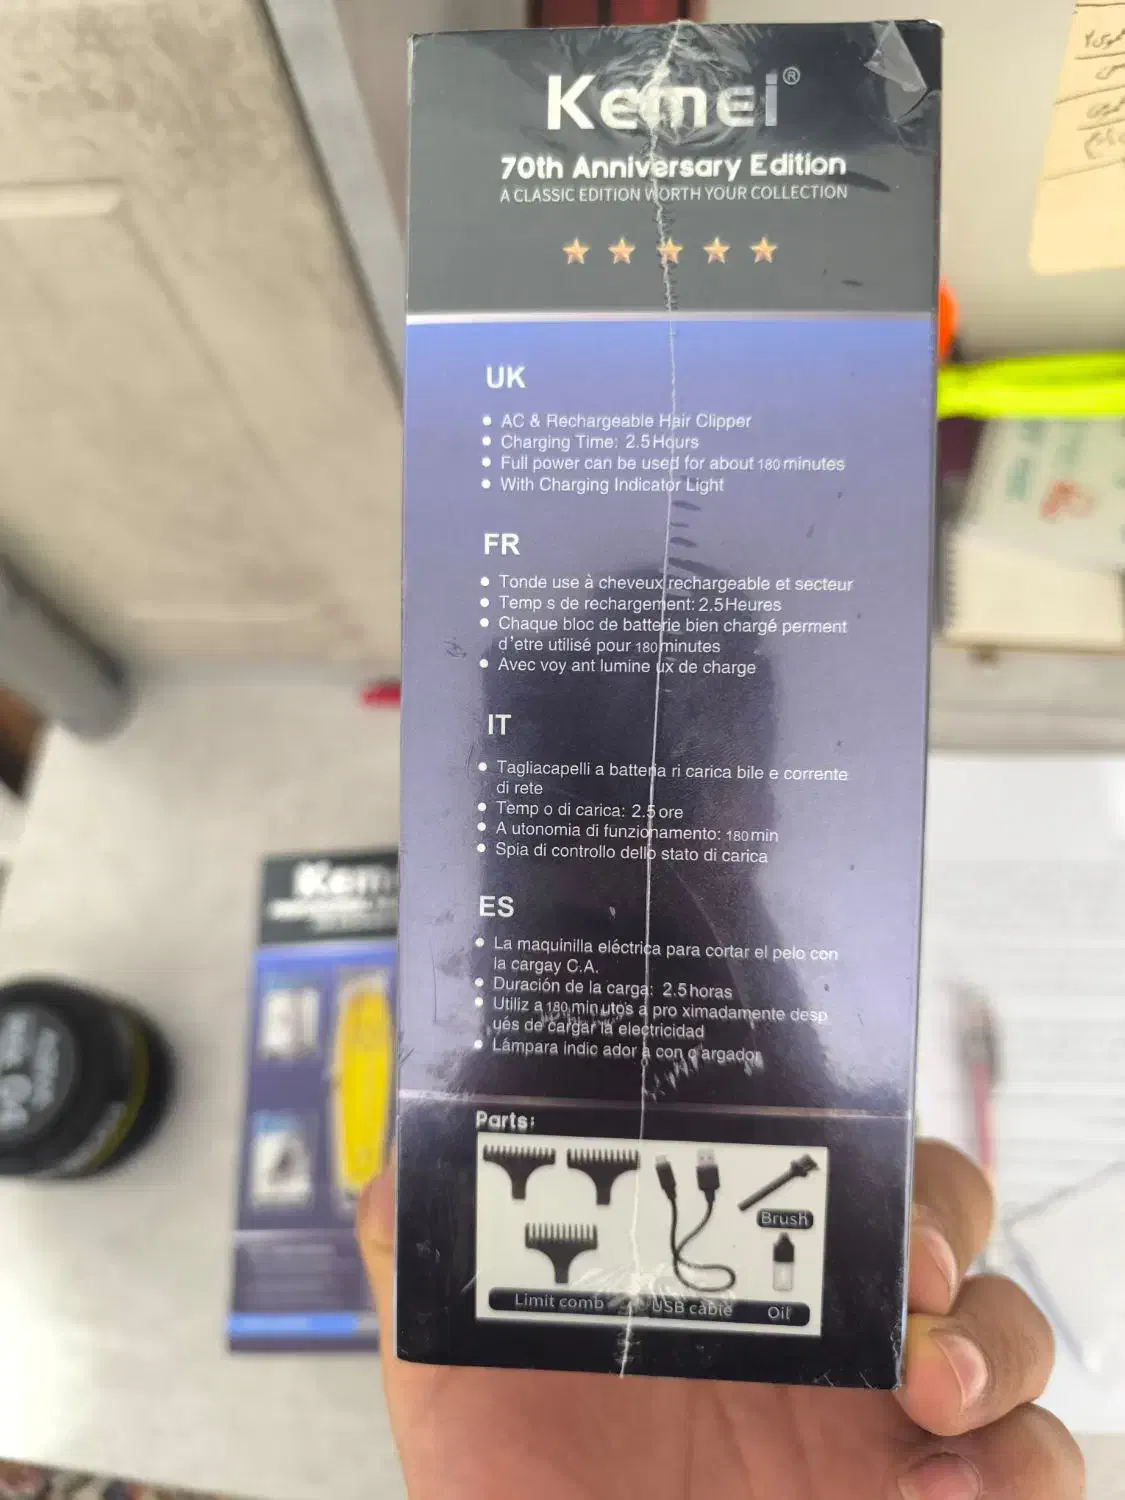 Kemei®
70th Anniversary Edition
A CLASSIC EDITION WORTH YOUR COLLECTION
UK
AC & Rechargeable Hair Clipper
Charging Time: 2.5Hours
Full power can be used for about 180minutes
With Charging Indicator Light
FR
Tonde use à cheveux rechargeable et secteur
Temp s de rechargement: 2.5Heures
Chaque bloc de batterie bien chargé perment
d'etre utilisé pour 180minutes
Avec voy ant lumine ux de charge
IT
Tagliacapelli a batteria ri carica bile e corrente
di rete
Temp o di carica: 2.5ore
A utonomia di funzionamento: 180min
Spia di controllo dello stato di carica
ES
La maquinilla eléctrica para cortar el pelo con
la cargay C.A.
Duración de la carga: 2.5horas
Utiliz a 180min utos a pro ximadamente desp
ués de cargar la electricidad
Lámpara indic ador a con c argador
Parts:
Brush
Limit comb
USB cable
Oil
Kem